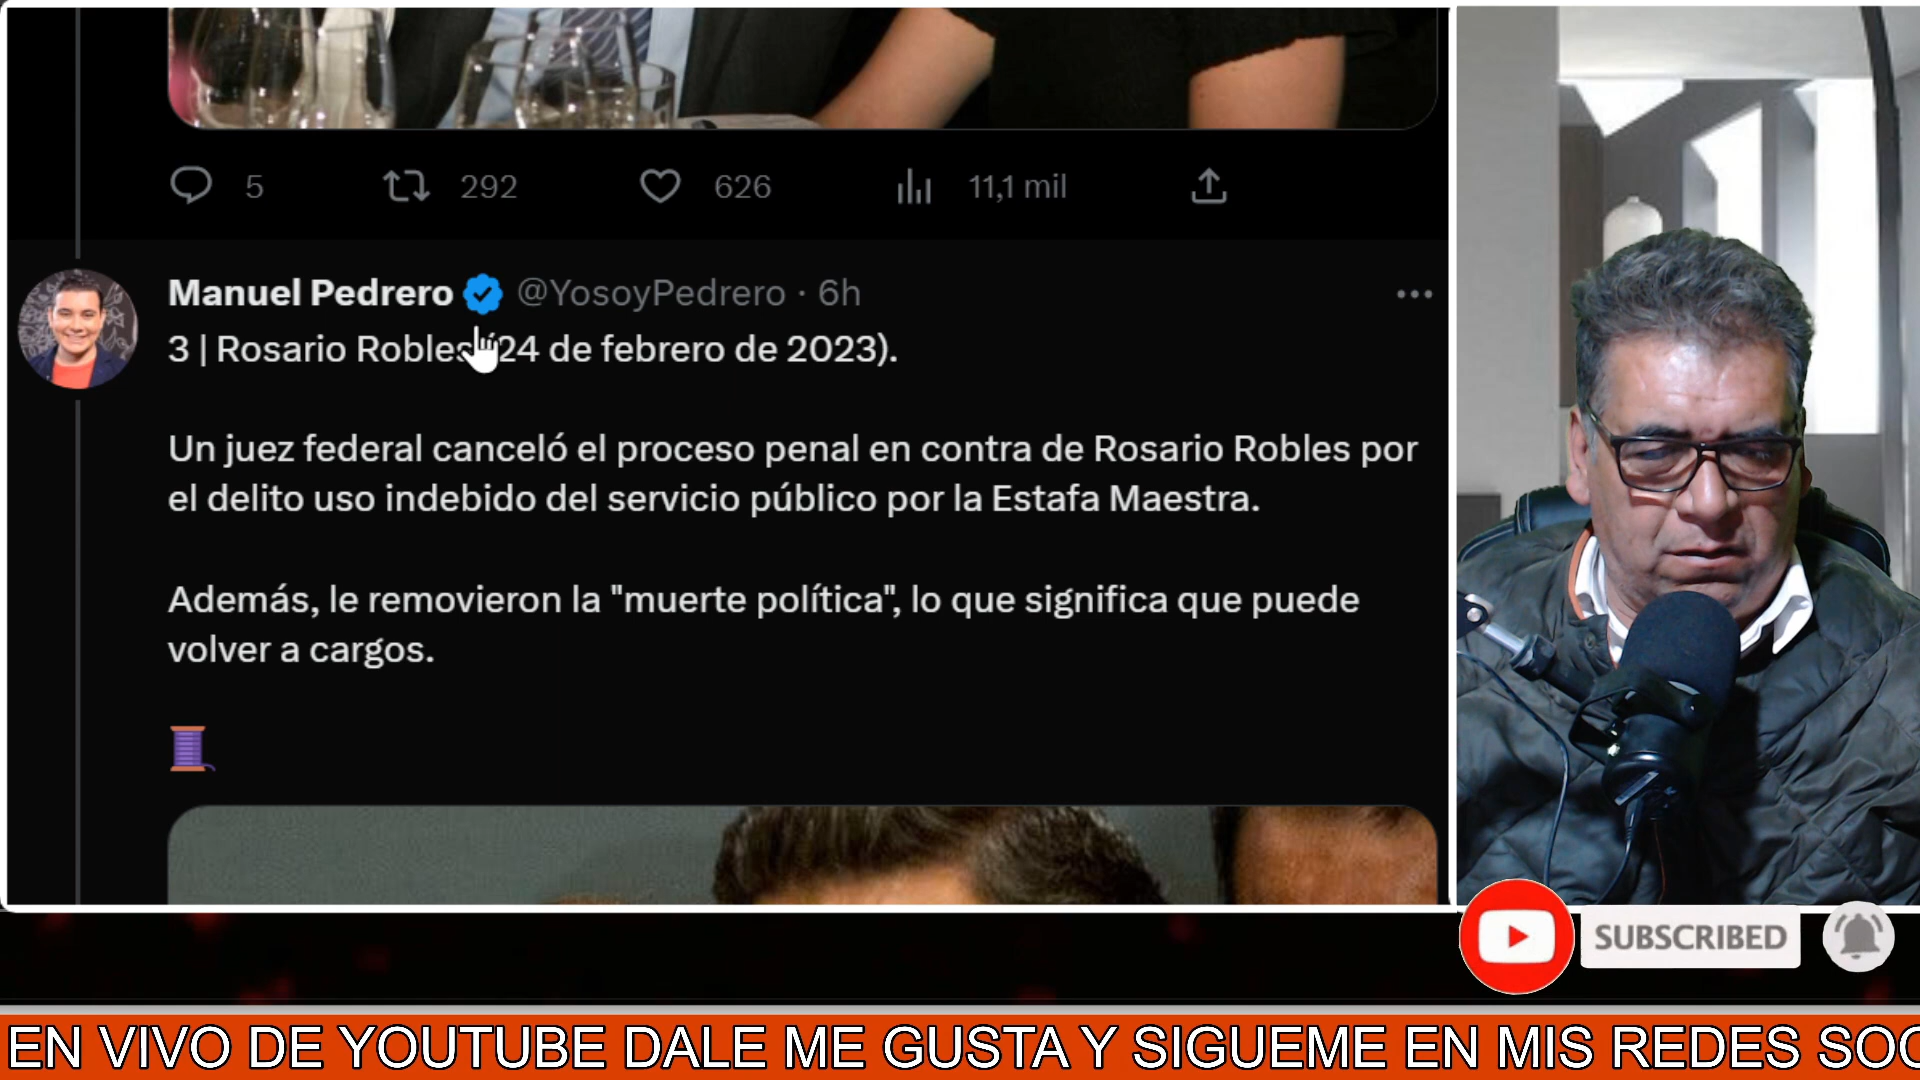 5 292 626 11,1 mil
Manuel Pedrero @YosoyPedrero · 6h
3 | Rosario Robles (24 de febrero de 2023).
Un juez federal canceló el proceso penal en contra de Rosario Robles por
el delito uso indebido del servicio público por la Estafa Maestra.
Además, le removieron la "muerte política", lo que significa que puede
volver a cargos.
SUBSCRIBED
EN VIVO DE YOUTUBE DALE ME GUSTA Y SIGUEME EN MIS REDES SOC